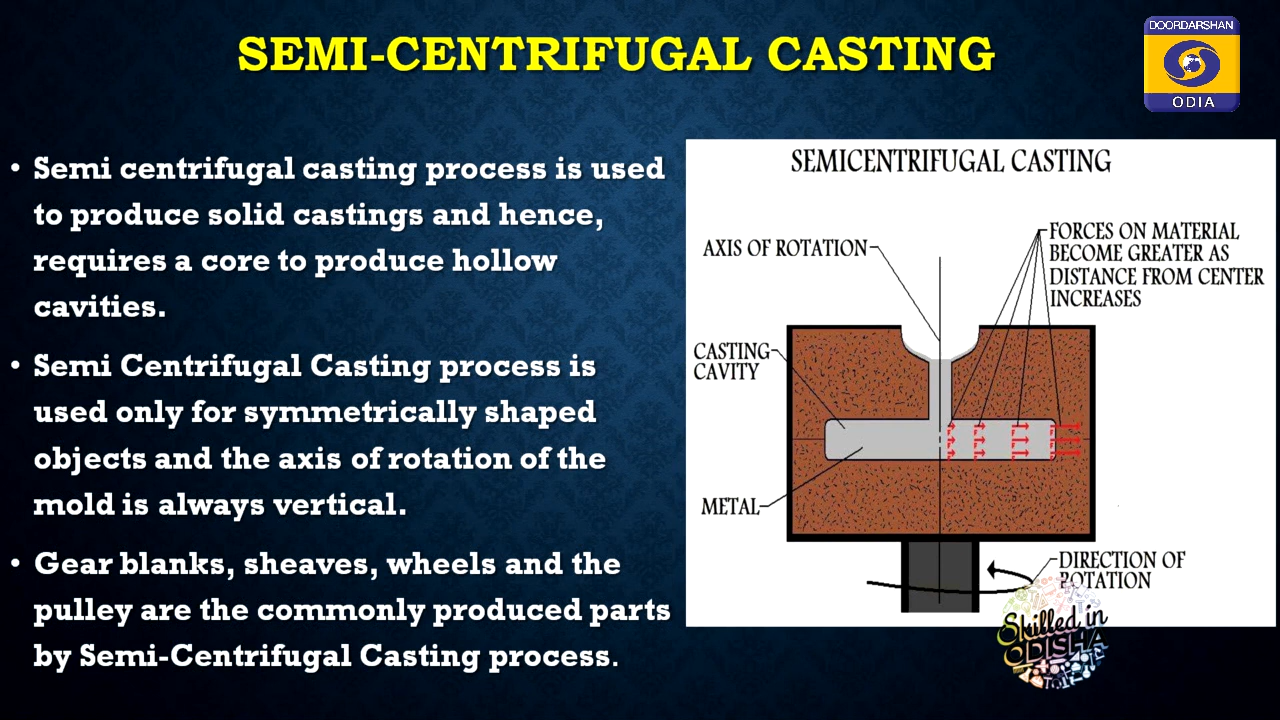 SEMI-CENTRIFUGAL CASTING
DOORDARSHAN
ODIA
• Semi centrifugal casting process is used
to produce solid castings and hence,
requires a core to produce hollow
cavities.
• Semi Centrifugal Casting process is
used only for symmetrically shaped
objects and the axis of rotation of the
mold is always vertical.
• Gear blanks, sheaves, wheels and the
pulley are the commonly produced parts
by Semi-Centrifugal Casting process.
SEMICENTRIFUGAL CASTING
AXIS OF ROTATION
FORCES ON MATERIAL
BECOME GREATER AS
DISTANCE FROM CENTER
INCREASES
CASTING
CAVITY
METAL
DIRECTION OF
ROTATION
Skilled in
ODISHA